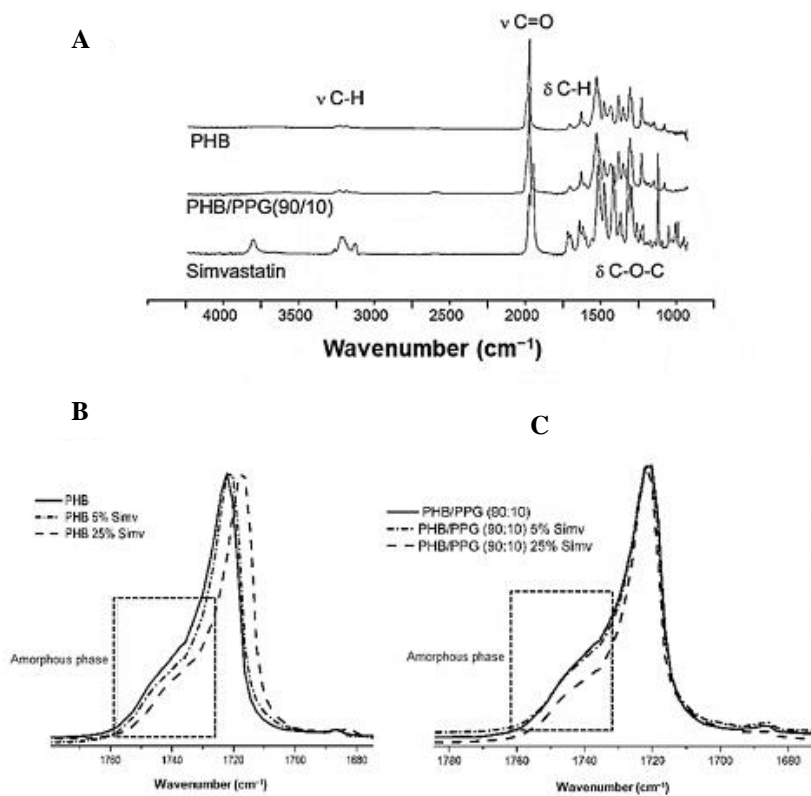 A
ν C=O
ν C-H
δ C-H
PHB
PHB/PPG(90/10)
Simvastatin
δ C-O-C
4000 3500 3000 2500 2000 1500 1000
Wavenumber (cm⁻¹)
B
PHB
PHB 5% Simv
PHB 25% Simv
Amorphous phase
1760 1740 1720 1690 1680
Wavenumber (cm⁻¹)
C
PHB/PPG (90:10)
PHB/PPG (90:10) 5% Simv
PHB/PPG (90:10) 25% Simv
Amorphous phase
1780 1760 1740 1720 1700 1680
Wavenumber (cm⁻¹)